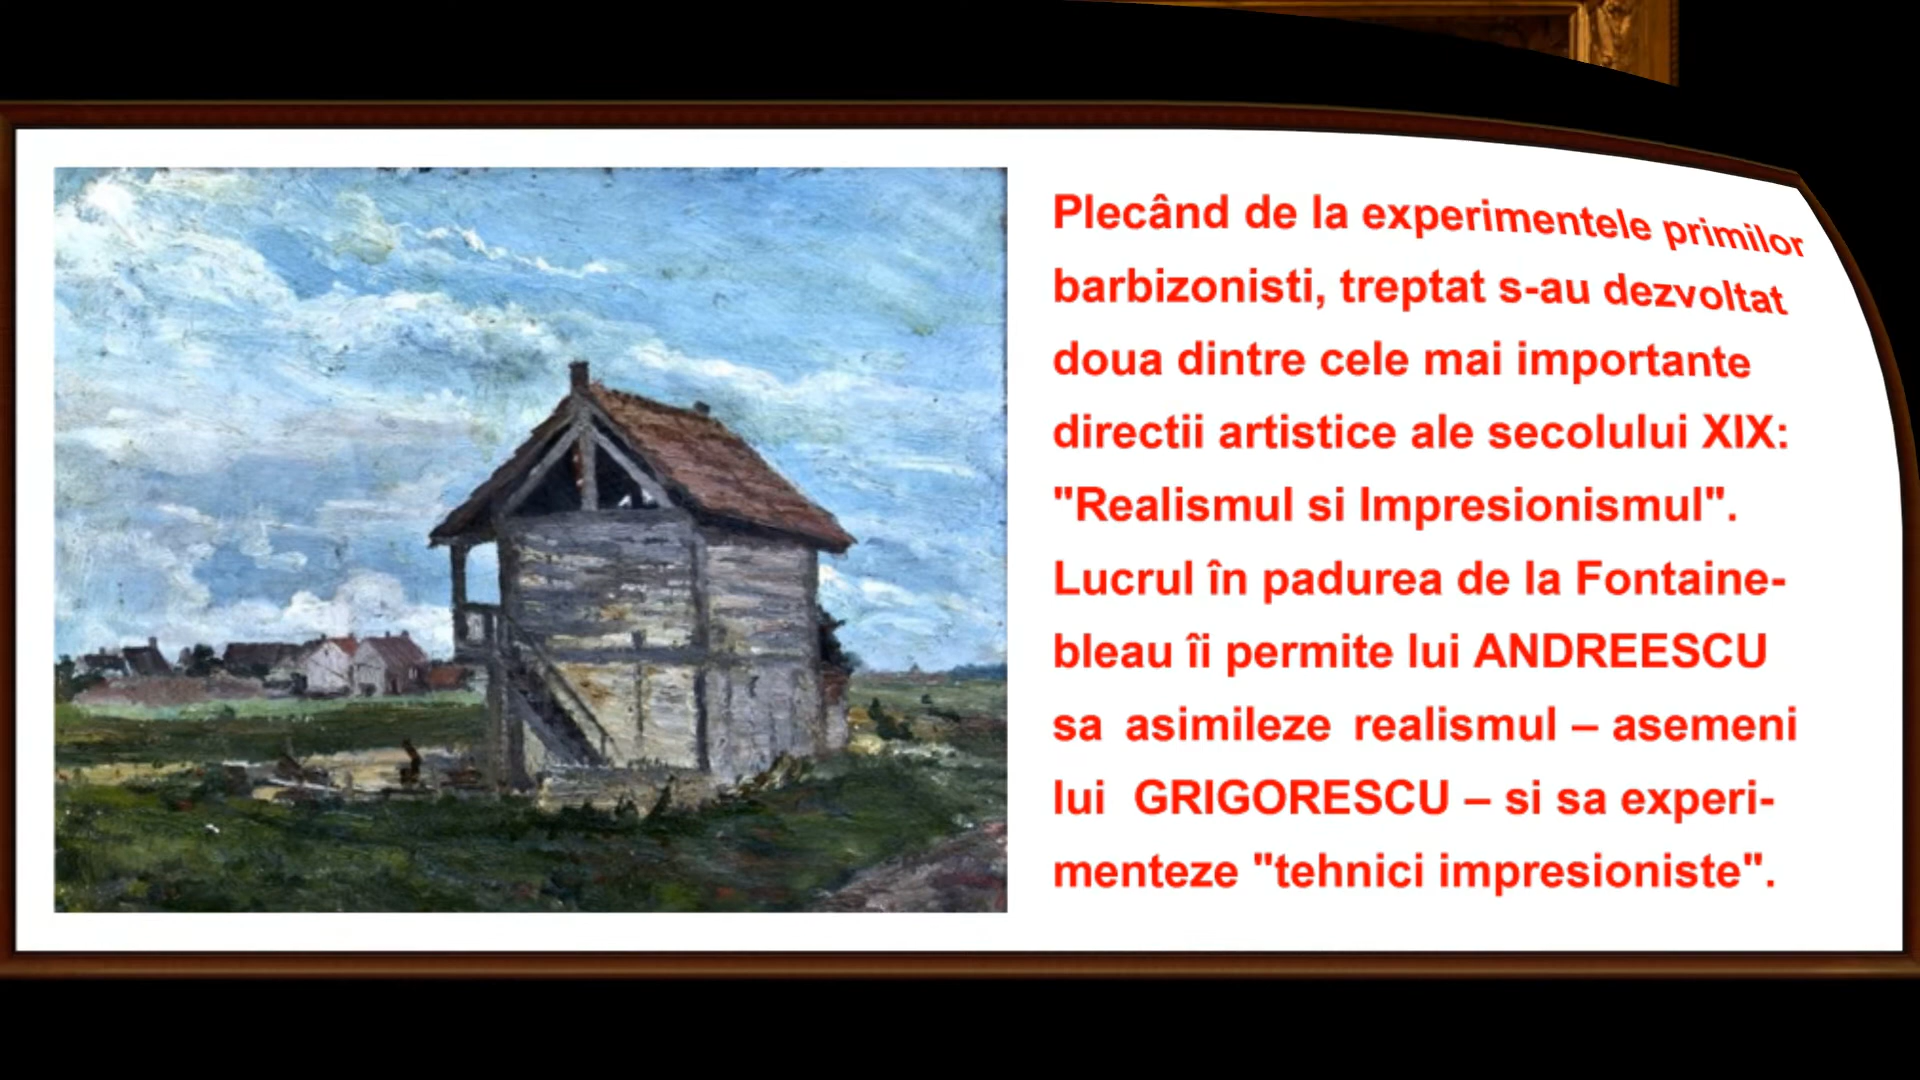 Plecând de la experimentele primilor
barbizonisti, treptat s-au dezvoltat
doua dintre cele mai importante
directii artistice ale secolului XIX:
"Realismul si Impresionismul".
Lucrul în padurea de la Fontaine-
bleau îi permite lui ANDREESCU
sa asimileze realismul – asemeni
lui GRIGORESCU – si sa experi-
menteze "tehnici impresioniste".